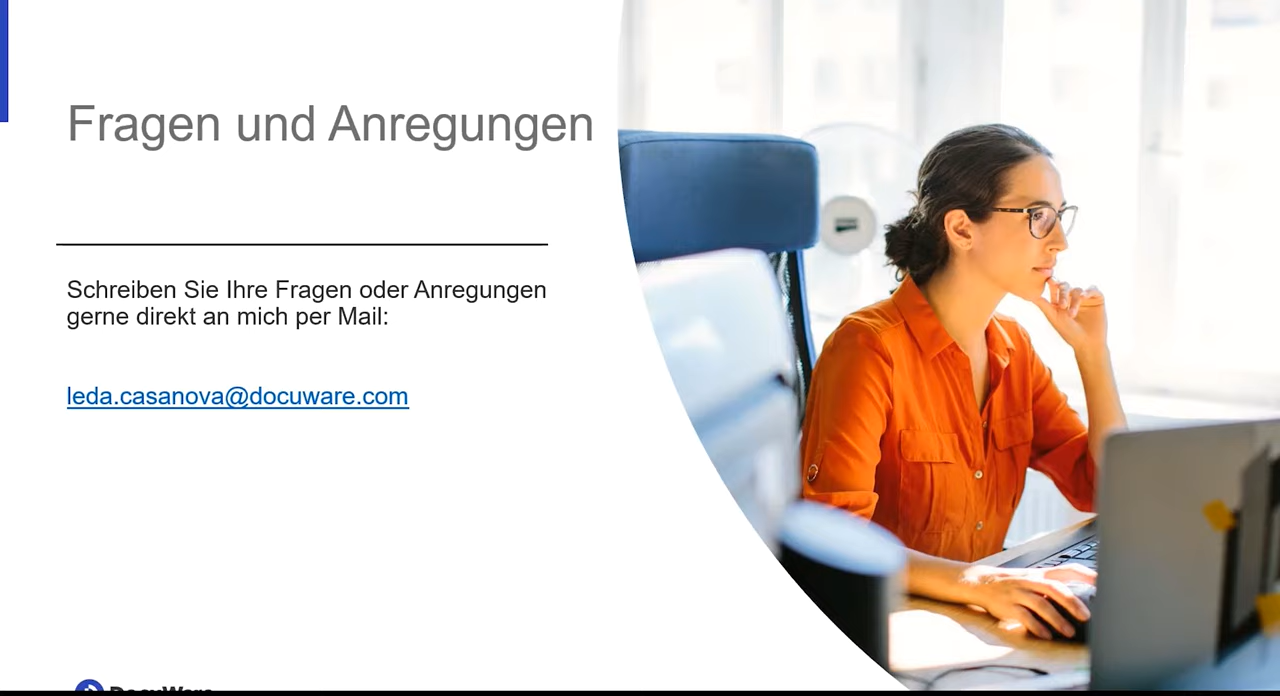 Fragen und Anregungen
Schreiben Sie Ihre Fragen oder Anregungen
gerne direkt an mich per Mail:
leda.casanova@docuware.com
DocuWare